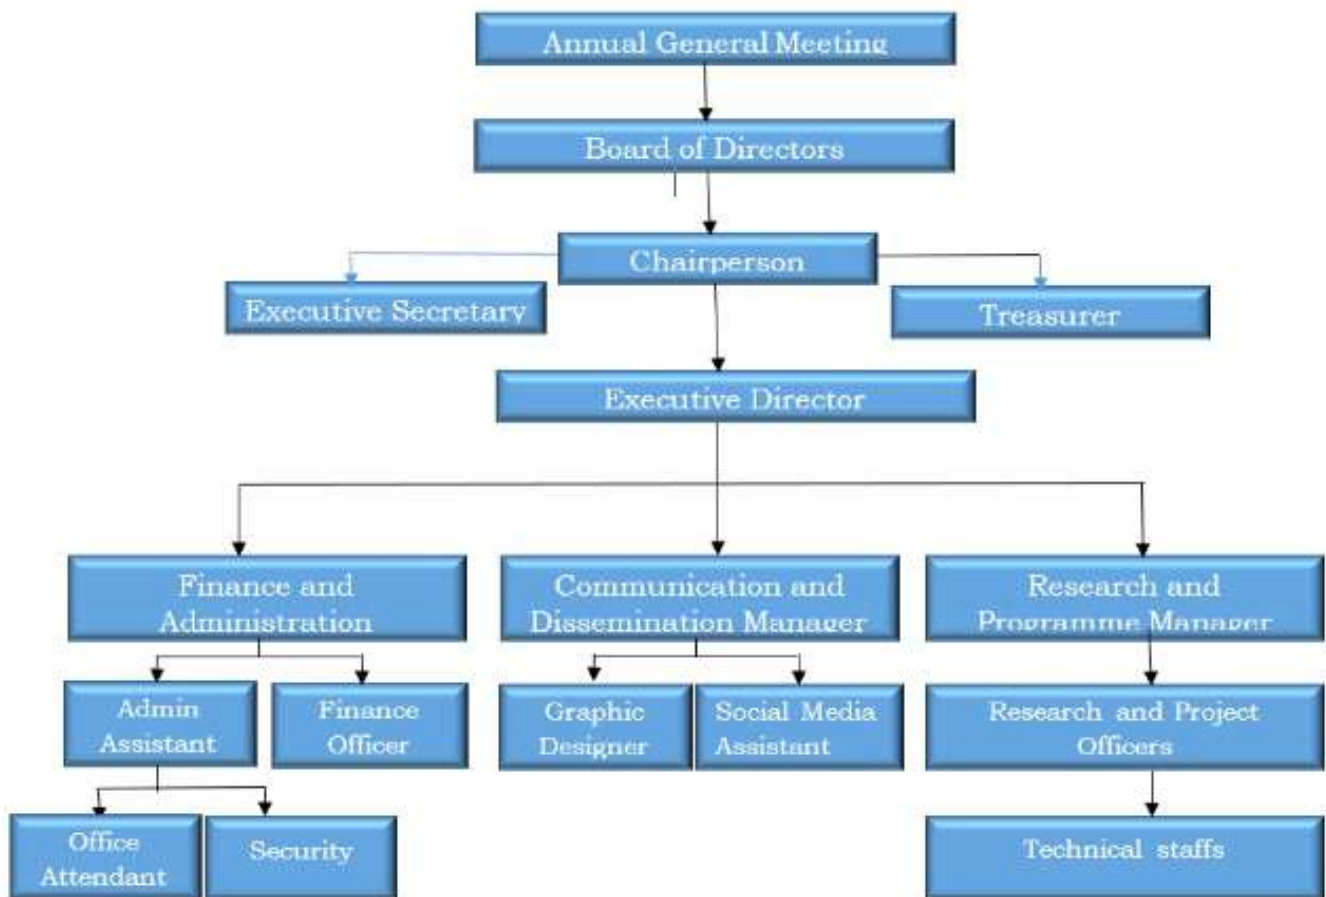 Annual General Meeting
Board of Directors
Chairperson
Executive Secretary
Treasurer
Executive Director
Finance and
Administration
Communication and
Dissemination Manager
Research and
Programme Manager
Admin
Assistant
Finance
Officer
Graphic
Designer
Social Media
Assistant
Research and Project
Officers
Office
Attendant
Security
Technical staffs